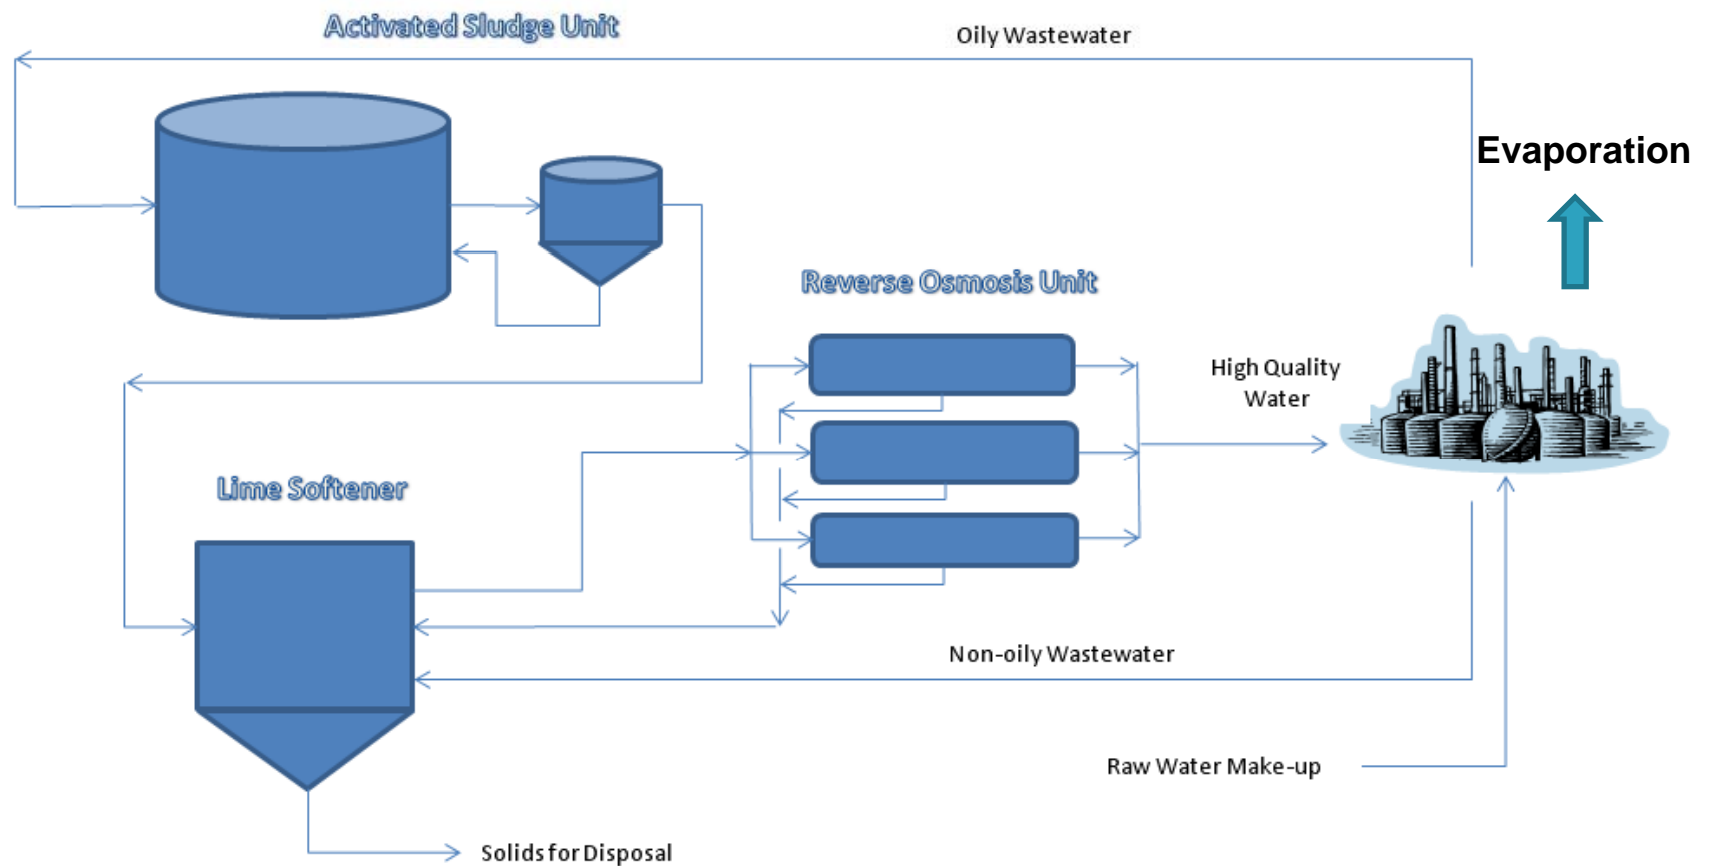 Activated Sludge Unit
Oily Wastewater
Evaporation
Reverse Osmosis Unit
High Quality
Water
Lime Softener
Non-oily Wastewater
Raw Water Make-up
Solids for Disposal